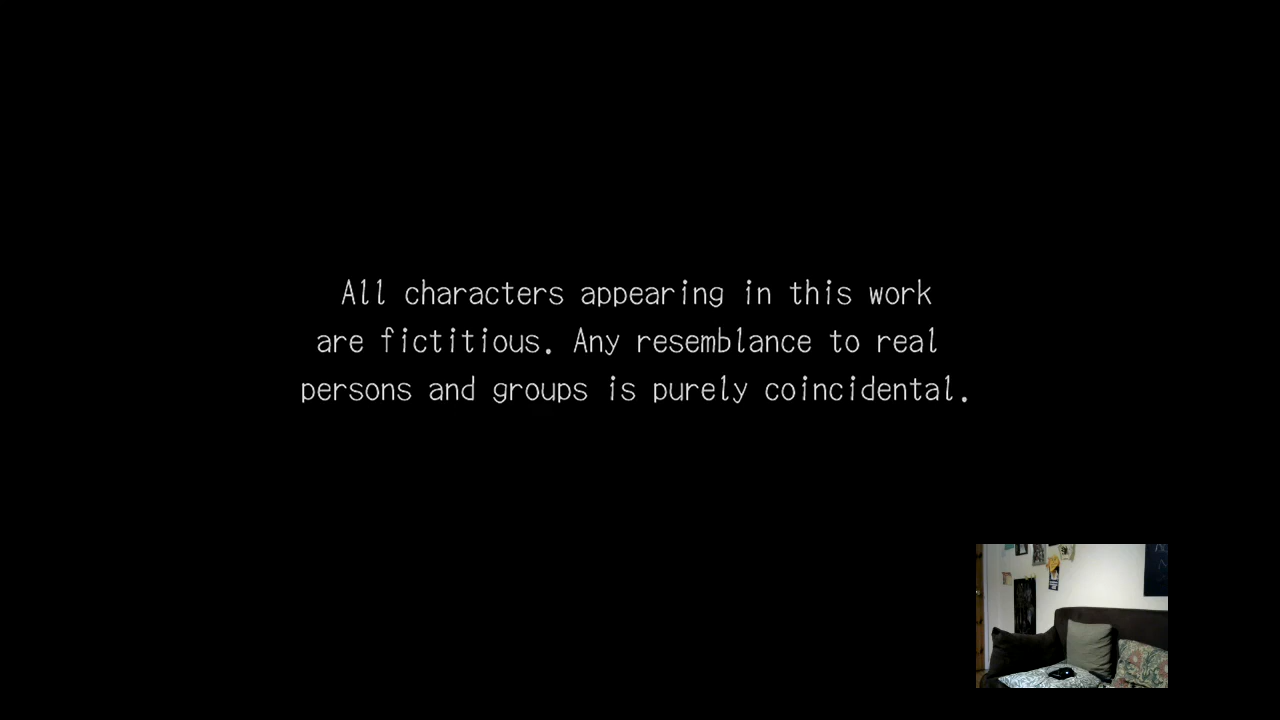 All characters appearing in this work
are fictitious. Any resemblance to real
persons and groups is purely coincidental.